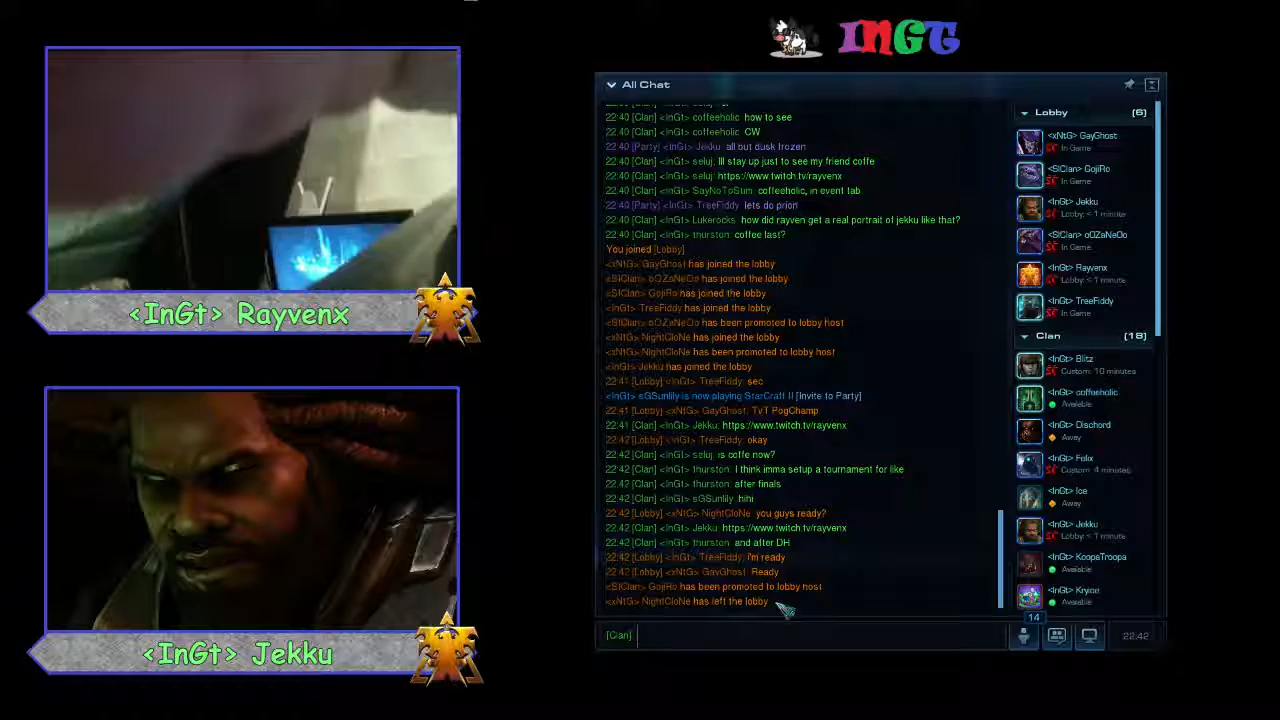 INGT
<InGt> Rayvenx
<InGt> Jekku
All Chat
22:40 [Clan] <InGt> coffeeholic: how to see
22:40 [Clan] <InGt> coffeeholic: CW
22:40 [Party] <InGt> Jekku: all but dusk frozen
22:40 [Clan] <InGt> seluj: Ill stay up just to see my friend coffe
22:40 [Clan] <InGt> seluj: https://www.twitch.tv/rayvenx
22:40 [Clan] <InGt> SayNoToSum: coffeeholic, in event tab
22:40 [Party] <InGt> TreeFiddy: lets do prion
22:40 [Clan] <InGt> Lukerocks: how did rayven get a real portrait of jekku like that?
22:40 [Clan] <InGt> thurston: coffee last?
You joined [Lobby]
<xNtG> GayGhost has joined the lobby
<SIClan> oOZaNeOo has joined the lobby
<SIClan> GojiRo has joined the lobby
<InGt> TreeFiddy has joined the lobby
<SIClan> oOZaNeOo has been promoted to lobby host
<xNtG> NightCloNe has joined the lobby
<xNtG> NightCloNe has been promoted to lobby host
<InGt> Jekku has joined the lobby
22:41 [Lobby] <InGt> TreeFiddy: sec
<InGt> sGSunlily is now playing StarCraft II [Invite to Party]
22:41 [Lobby] <xNtG> GayGhost: TvT PogChamp
22:41 [Clan] <InGt> Jekku: https://www.twitch.tv/rayvenx
22:42 [Lobby] <InGt> TreeFiddy: okay
22:42 [Clan] <InGt> seluj: is coffe now?
22:42 [Clan] <InGt> thurston: I think imma setup a tournament for like
22:42 [Clan] <InGt> thurston: after finals
22:42 [Clan] <InGt> sGSunlily: hihi
22:42 [Lobby] <xNtG> NightCloNe: you guys ready?
22:42 [Clan] <InGt> Jekku: https://www.twitch.tv/rayvenx
22:42 [Clan] <InGt> thurston: and after DH
22:42 [Lobby] <InGt> TreeFiddy: i'm ready
22:42 [Lobby] <xNtG> GayGhost: Ready
<SIClan> GojiRo has been promoted to lobby host
<xNtG> NightCloNe has left the lobby
[Clan]
Lobby (6)
<xNtG> GayGhost
In Game
<SIClan> GojiRo
In Game
<InGt> Jekku
Lobby: < 1 minute
<SIClan> oOZaNeOo
In Game
<InGt> Rayvenx
Lobby: < 1 minute
<InGt> TreeFiddy
In Game
Clan (18)
<InGt> Blitz
Custom: 10 minutes
<InGt> coffeeholic
Available
<InGt> Dischord
Away
<InGt> Felix
Custom: 4 minutes
<InGt> Ice
Away
<InGt> Jekku
Lobby: < 1 minute
<InGt> KoopaTroopa
Available
<InGt> Kryice
Available
14
22:42